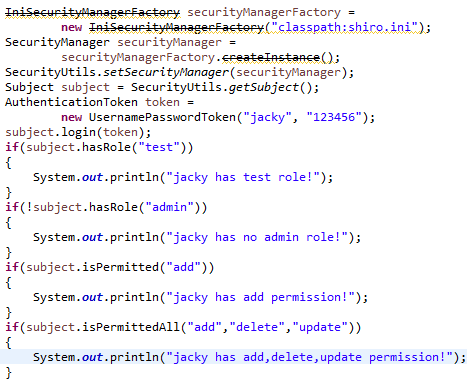 IniSecurityManagerFactory securityManagerFactory =
new IniSecurityManagerFactory("classpath:shiro.ini");
SecurityManager securityManager =
securityManagerFactory.createInstance();
SecurityUtils.setSecurityManager(securityManager);
Subject subject = SecurityUtils.getSubject();
AuthenticationToken token =
new UsernamePasswordToken("jacky", "123456");
subject.login(token);
if(subject.hasRole("test"))
{
System.out.println("jacky has test role!");
}
if(!subject.hasRole("admin"))
{
System.out.println("jacky has no admin role!");
}
if(subject.isPermitted("add"))
{
System.out.println("jacky has add permission!");
}
if(subject.isPermittedAll("add","delete","update"))
{
System.out.println("jacky has add,delete,update permission!");
}